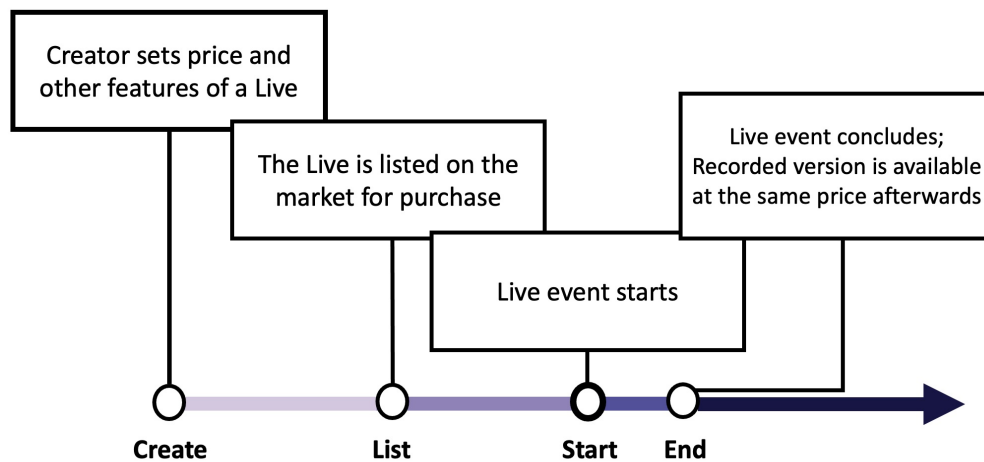 Creator sets price and
other features of a Live
The Live is listed on the
market for purchase
Live event starts
Live event concludes;
Recorded version is available
at the same price afterwards
Create
List
Start
End